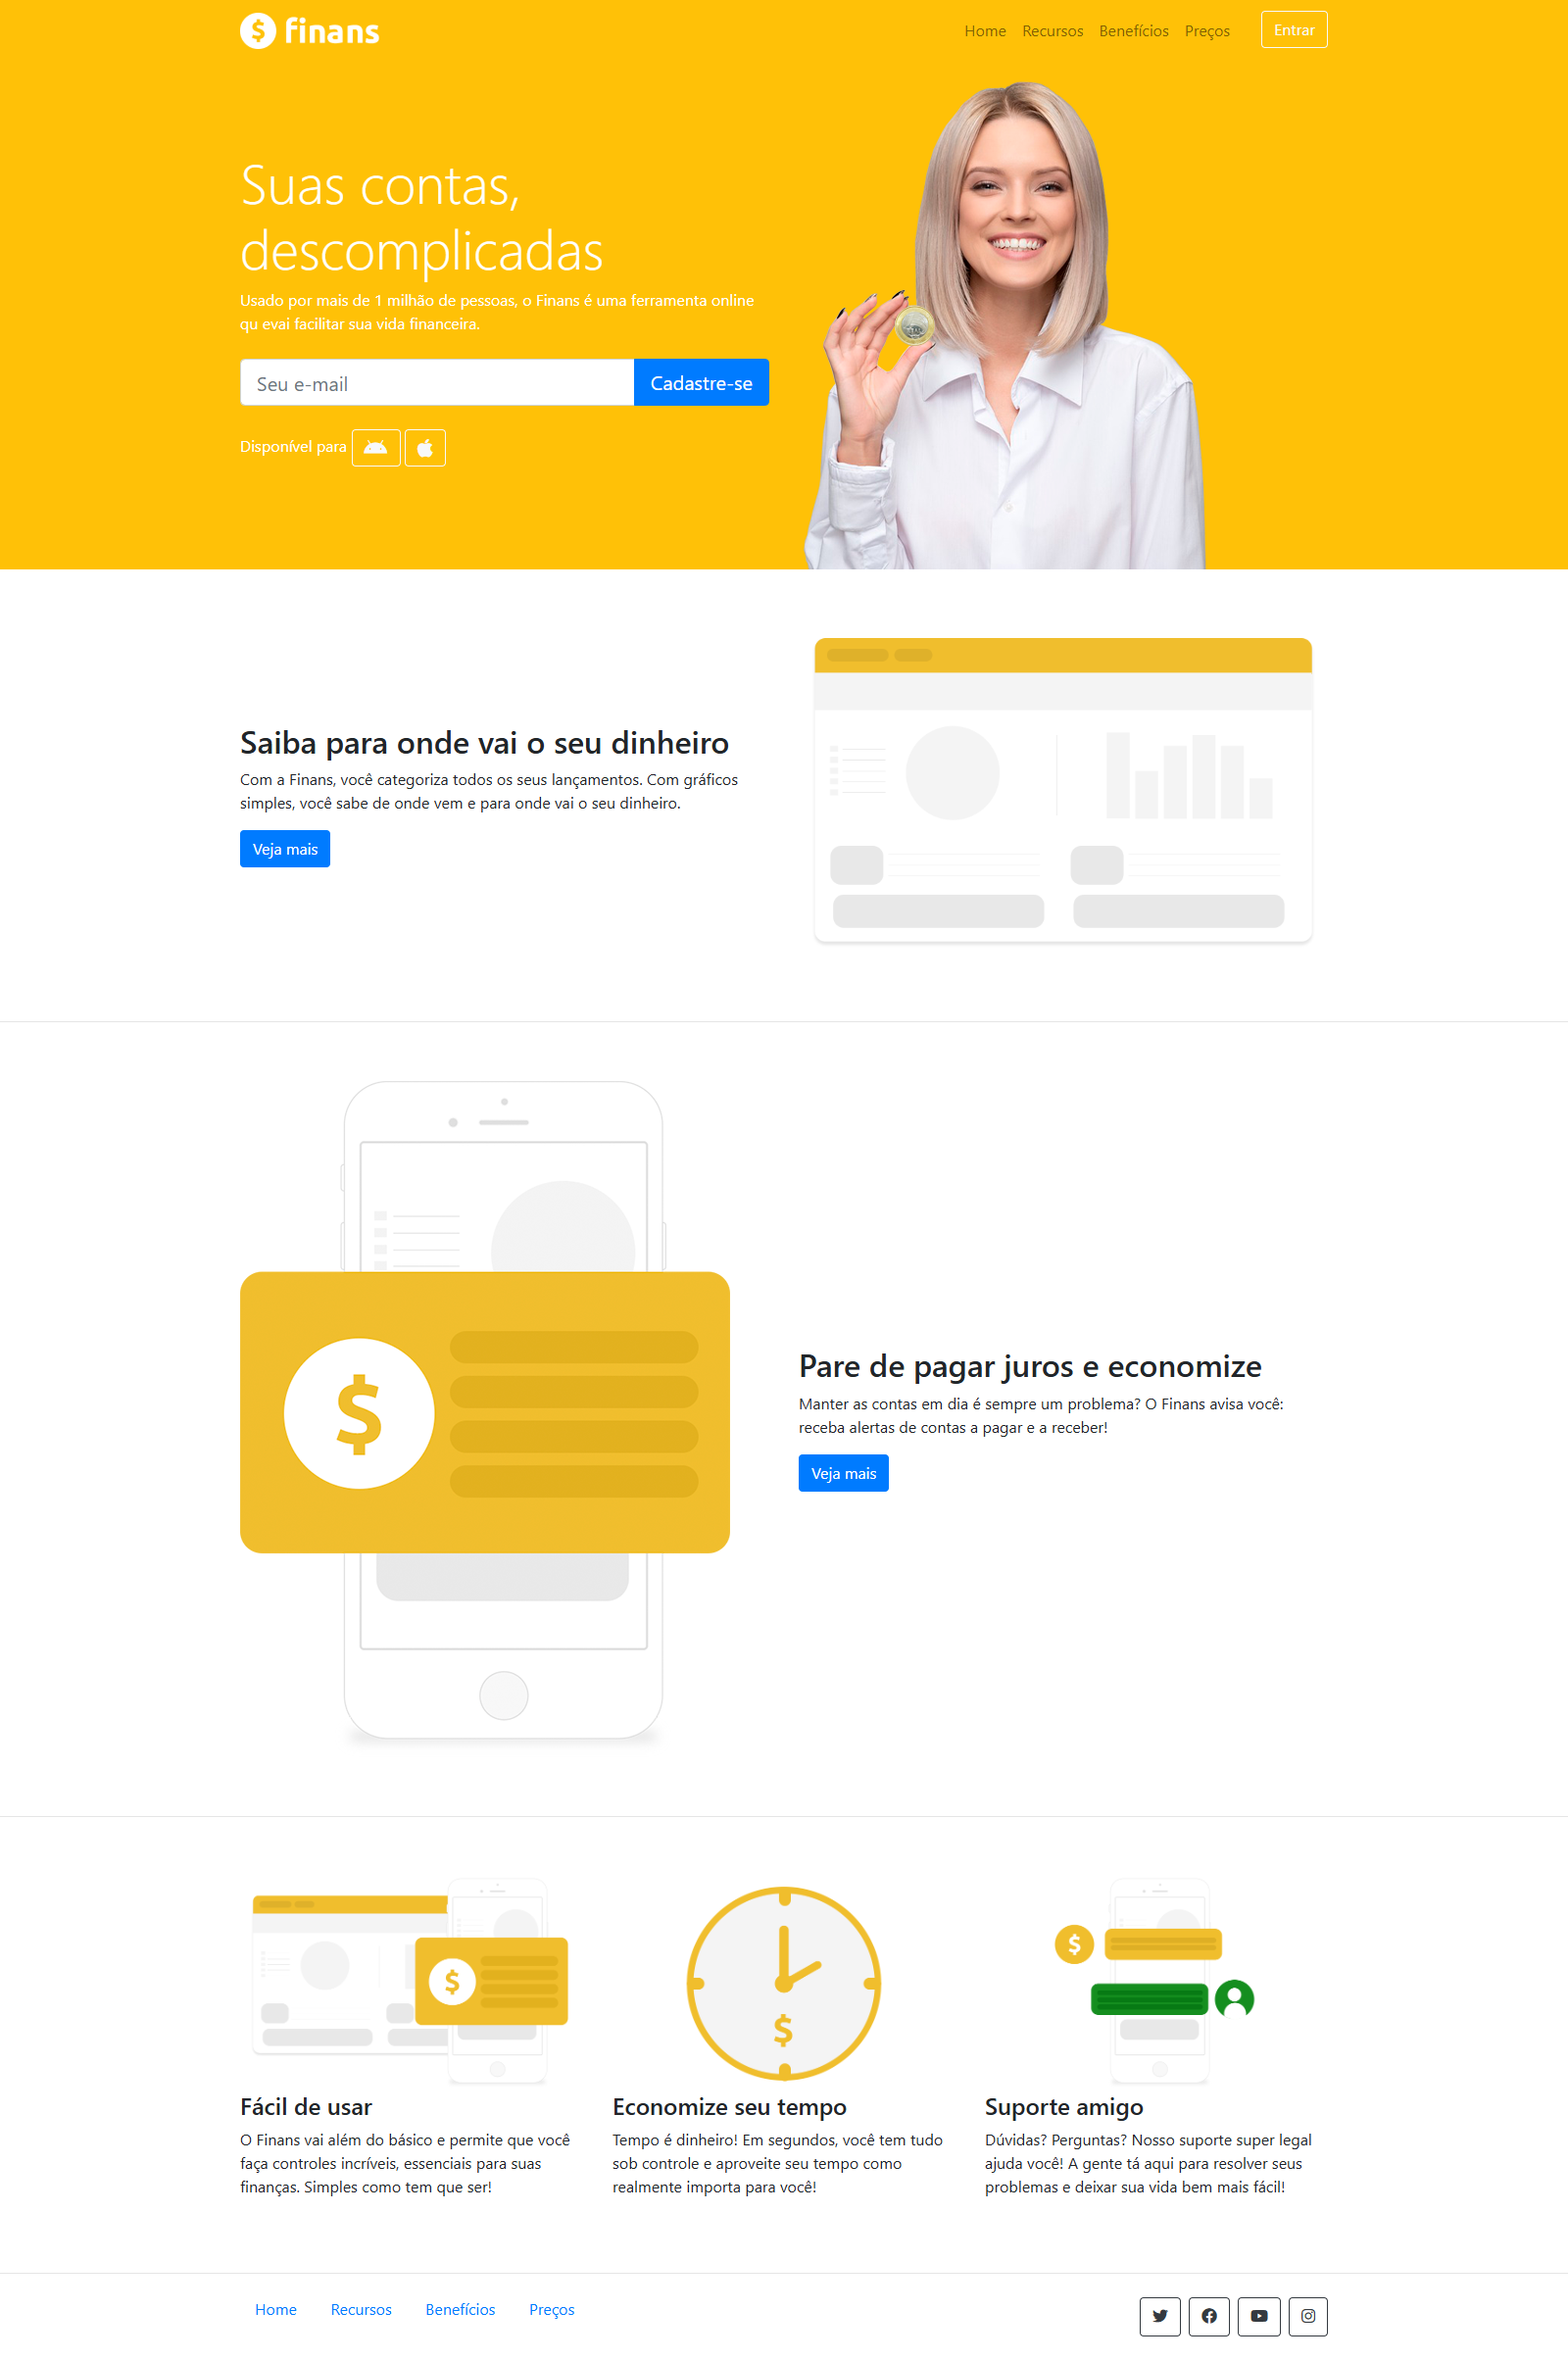 finans
Home Recursos Benefícios Preços Entrar
Suas contas,
descomplicadas
Usado por mais de 1 milhão de pessoas, o Finans é uma ferramenta online
qu evai facilitar sua vida financeira.
Seu e-mail Cadastre-se
Disponível para
Saiba para onde vai o seu dinheiro
Com a Finans, você categoriza todos os seus lançamentos. Com gráficos
simples, você sabe de onde vem e para onde vai o seu dinheiro.
Veja mais
Pare de pagar juros e economize
Manter as contas em dia é sempre um problema? O Finans avisa você:
receba alertas de contas a pagar e a receber!
Veja mais
Fácil de usar
O Finans vai além do básico e permite que você
faça controles incríveis, essenciais para suas
finanças. Simples como tem que ser!
Economize seu tempo
Tempo é dinheiro! Em segundos, você tem tudo
sob controle e aproveite seu tempo como
realmente importa para você!
Suporte amigo
Dúvidas? Perguntas? Nosso suporte super legal
ajuda você! A gente tá aqui para resolver seus
problemas e deixar sua vida bem mais fácil!
Home Recursos Benefícios Preços